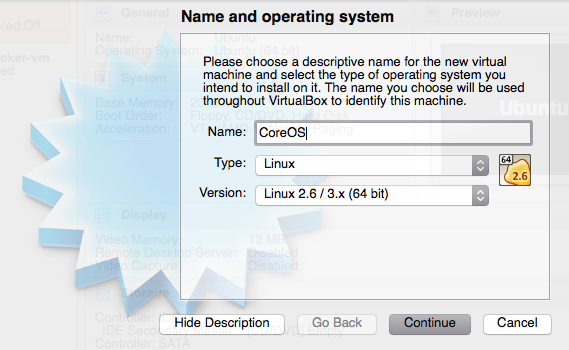 General
Preview
Name and operating system
Name: Ubuntu
Operating System: Ubuntu (64 bit)
Please choose a descriptive name for the new virtual
machine and select the type of operating system you
intend to install on it. The name you choose will be used
throughout VirtualBox to identify this machine.
System
Base Memory:
Boot Order: Floppy, CD/DVD, Hard Disk
Acceleration: Paging
Ubuntu
Name: CoreOS
Type: Linux
64
2.6
Version: Linux 2.6 / 3.x (64 bit)
Display
Video Memory: 12 MB
Remote Desktop Server: Disabled
Video Capture: Disabled
Storage
Hide Description
Go Back
Continue
Cancel
Controller:
Empty
Controller: SATA